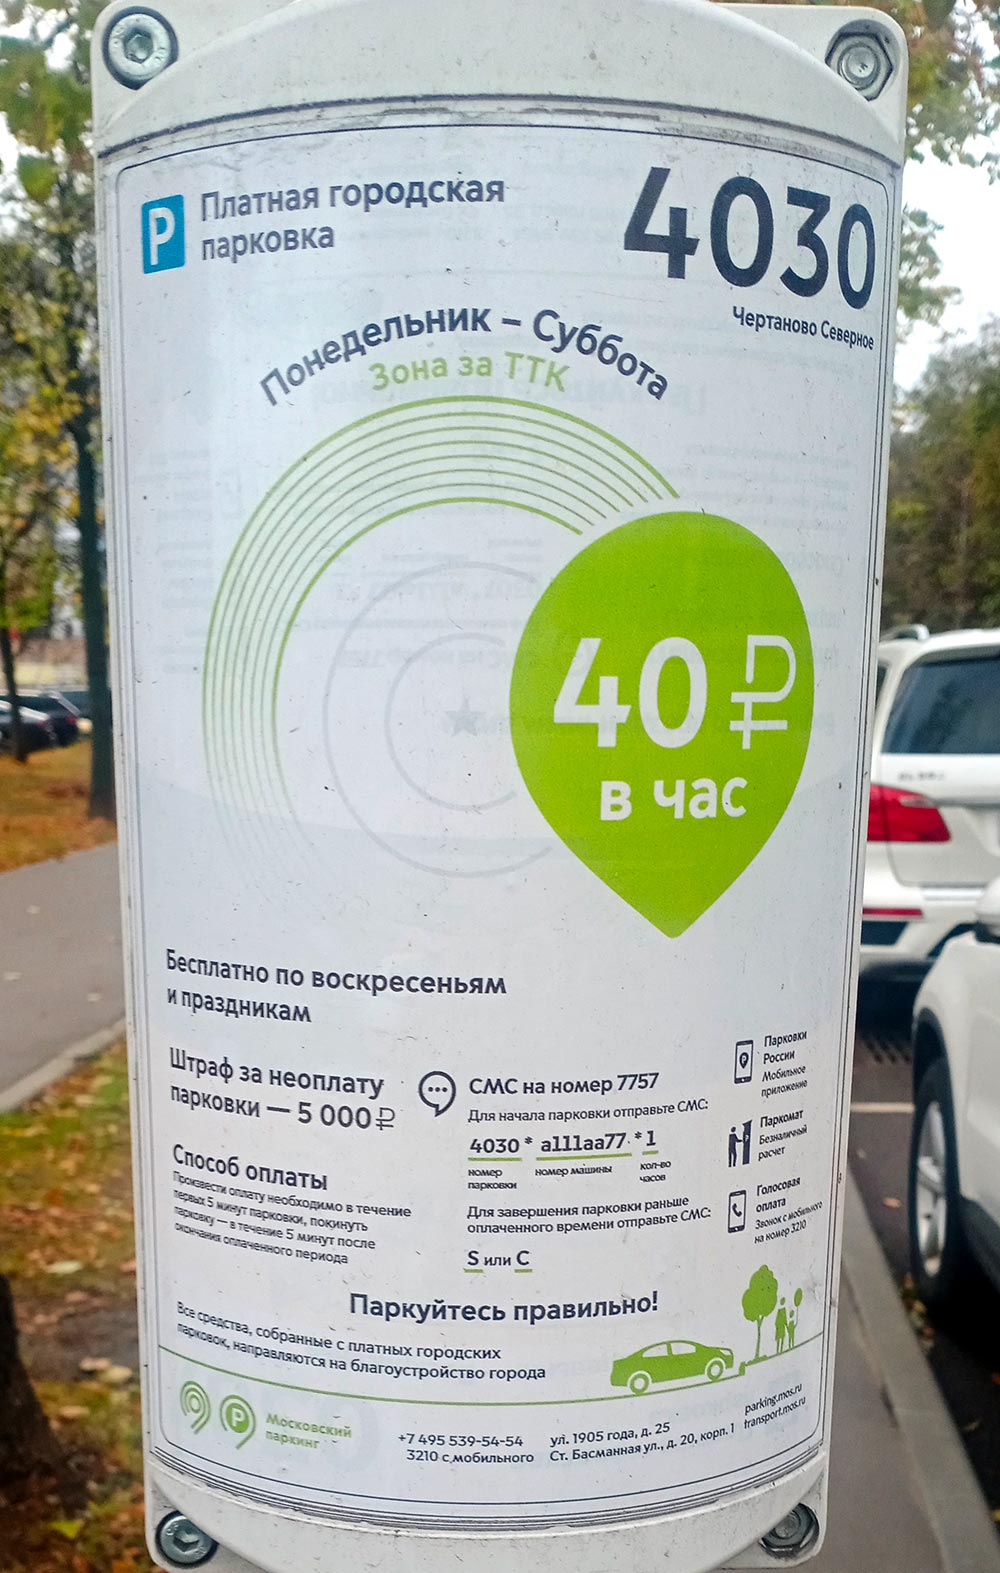 P
Платная городская
парковка
4030
Чертаново Северное
Понедельник – Суббота
Зона за ТТК
40 ₽
в час
Бесплатно по воскресеньям
и праздникам
Штраф за неоплату
парковки — 5 000 ₽
Способ оплаты
Произвести оплату необходимо в течение
первых 5 минут парковки, покинуть
парковку — в течение 5 минут после
окончания оплаченного периода
СМС на номер 7757
Для начала парковки отправьте СМС:
4030 * a111aa77 * 1
номер парковки номер машины кол-во часов
Для завершения парковки раньше
оплаченного времени отправьте СМС:
S или C
Парковки
России
Мобильное
приложение
Паркомат
Безналичный
расчет
Голосовая
оплата
Звонок с мобильного
на номер 3210
Паркуйтесь правильно!
Все средства, собранные с платных городских
парковок, направляются на благоустройство города
P
Московский
паркинг
+7 495 539-54-54
3210 с мобильного
ул. 1905 года, д. 25
Ст. Басманная ул., д. 20, корп. 1
parking.mos.ru
transport.mos.ru